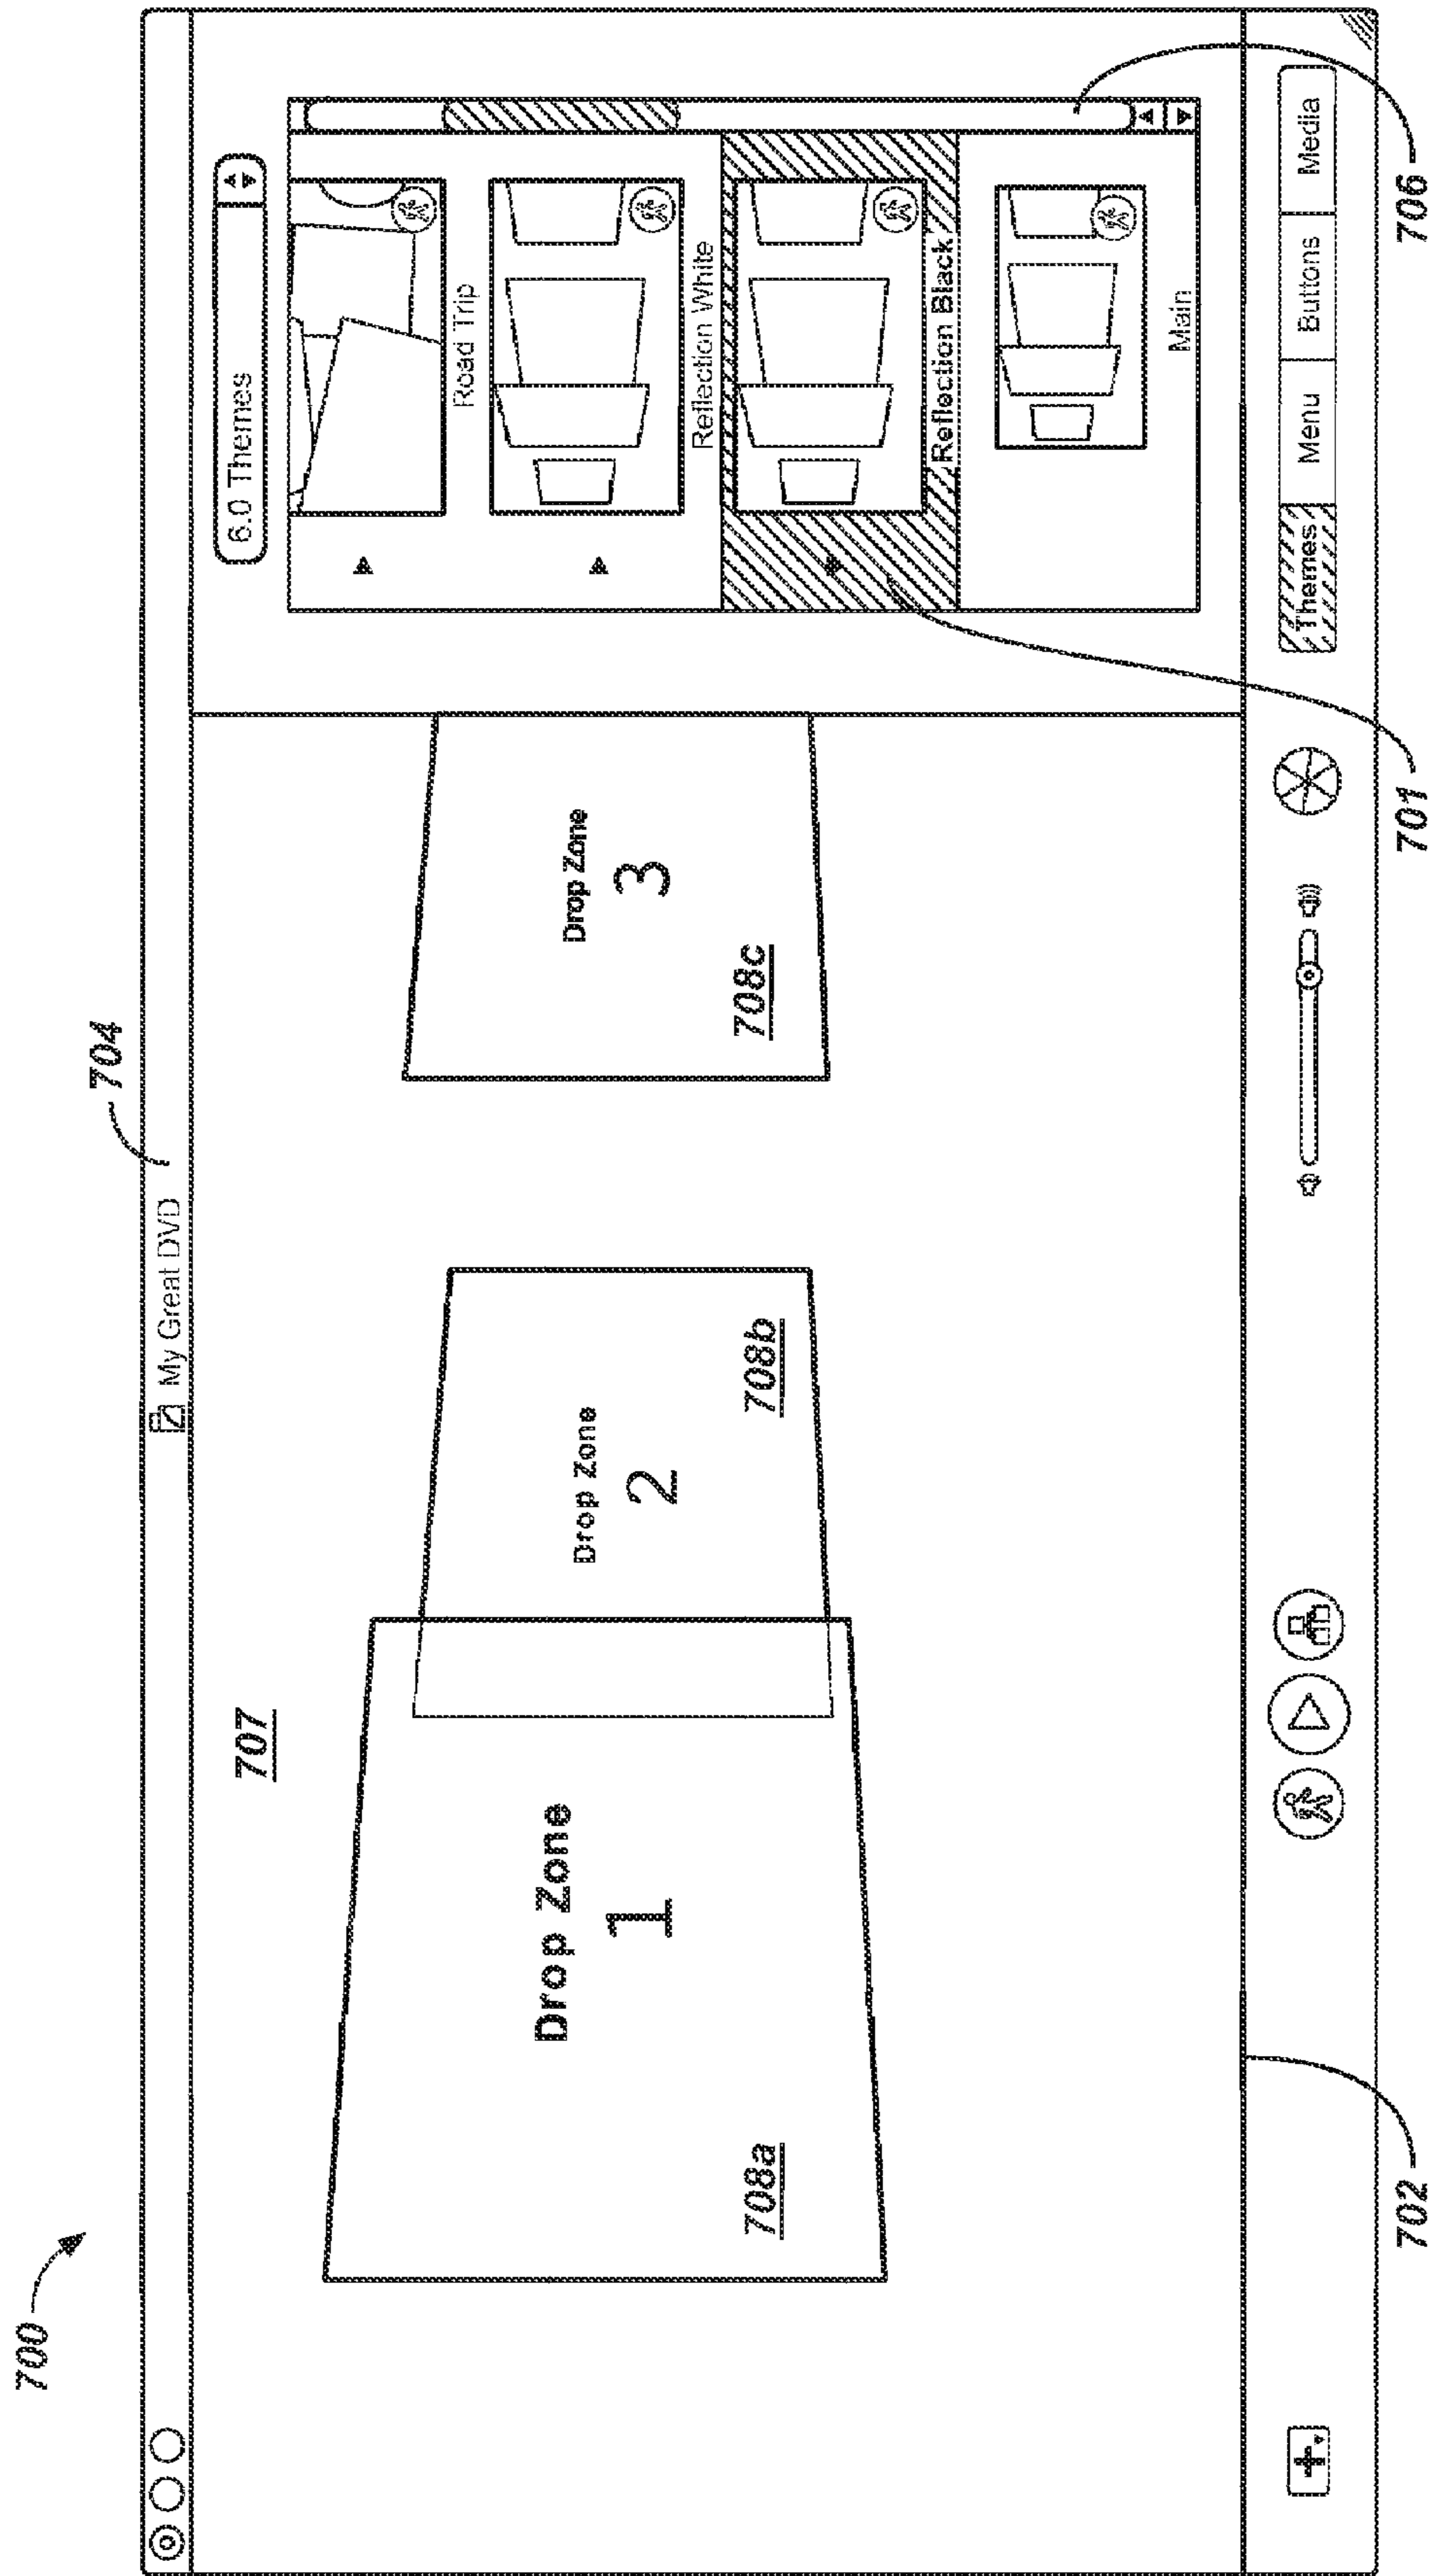 700
704
My Great DVD
707
Drop Zone
1
708a
Drop Zone
2
708b
Drop Zone
3
708c
6.0 Themes
Road Trip
Reflection White
Reflection Black
Main
Themes
Menu
Buttons
Media
702
701
706